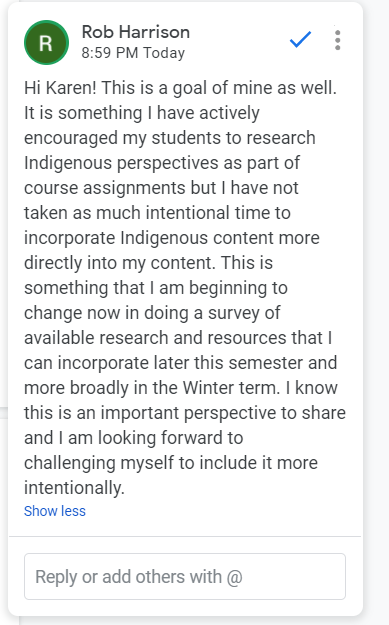 R
Rob Harrison
8:59 PM Today
Hi Karen! This is a goal of mine as well.
It is something I have actively
encouraged my students to research
Indigenous perspectives as part of
course assignments but I have not
taken as much intentional time to
incorporate Indigenous content more
directly into my content. This is
something that I am beginning to
change now in doing a survey of
available research and resources that I
can incorporate later this semester and
more broadly in the Winter term. I know
this is an important perspective to share
and I am looking forward to
challenging myself to include it more
intentionally.
Show less
Reply or add others with @